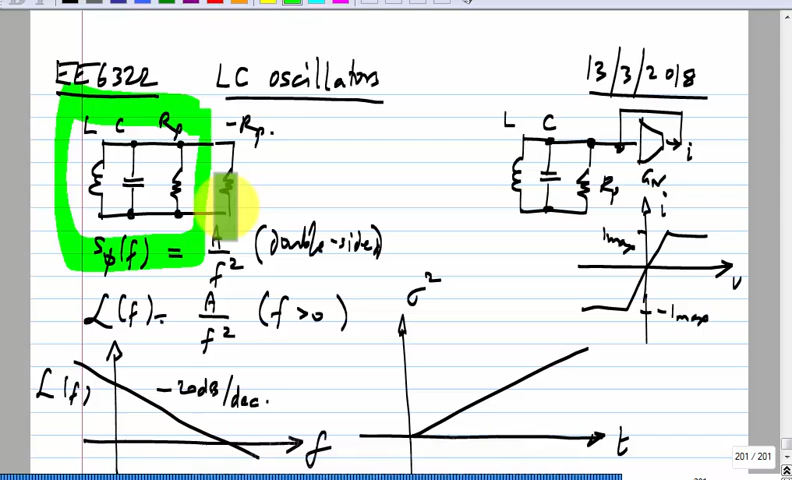 EE6322 LC oscillators 13/3/2018
L C Rp -Rp.
L C Rp GN i
i
Imax
v
-Imax
Sφ(f) = A/f² (double-sided)
ℒ(f) = A/f² (f>0)
σ²
ℒ(f) -20dB/dec.
f
t
201 / 201